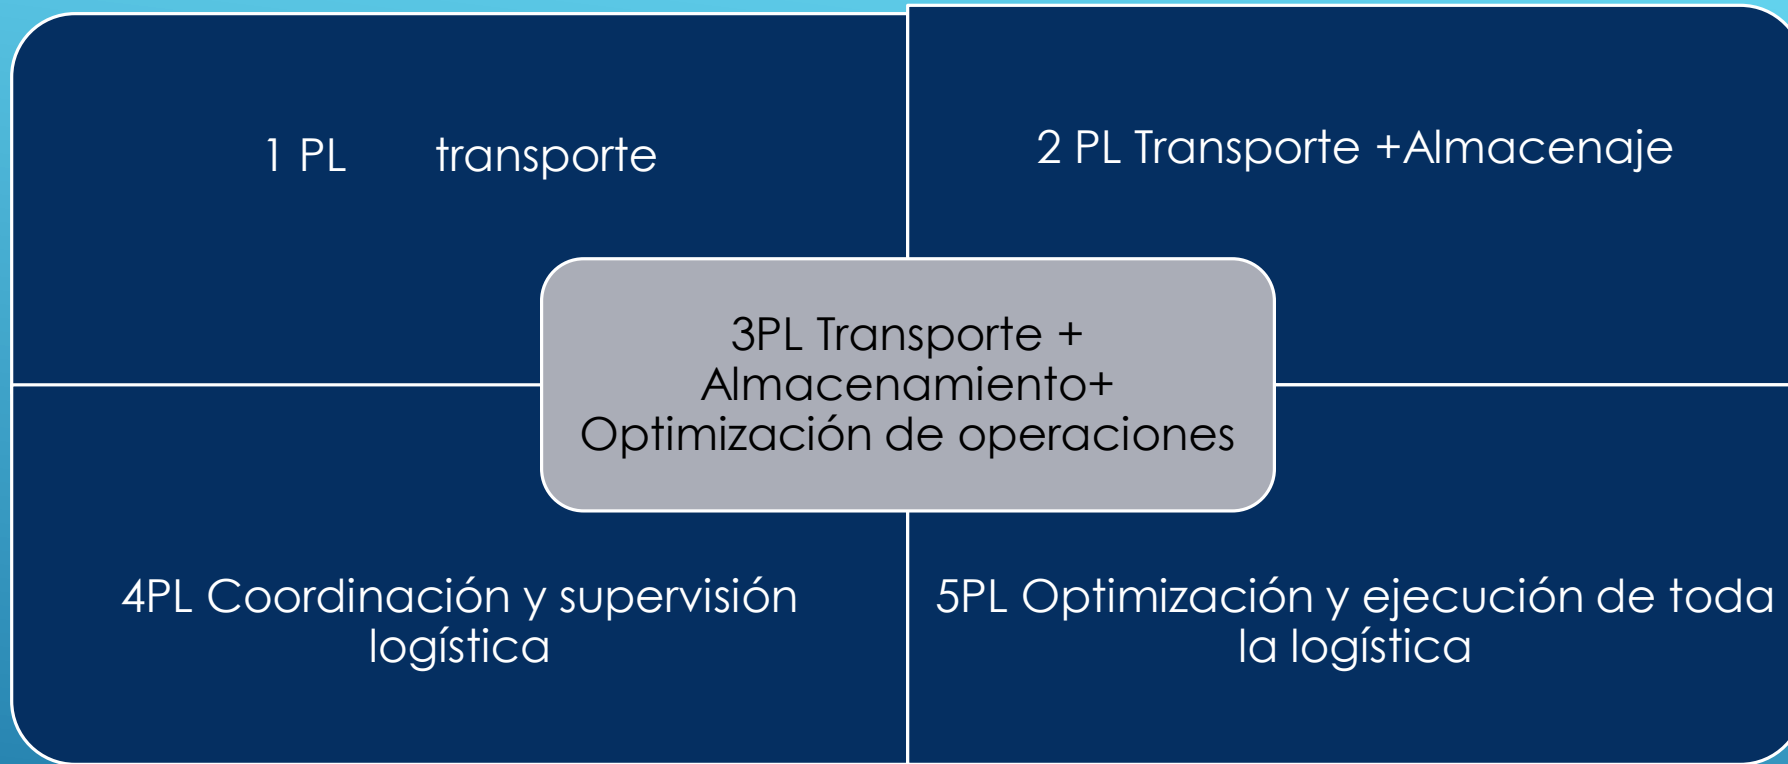 1 PL transporte
2 PL Transporte +Almacenaje
3PL Transporte +
Almacenamiento+
Optimización de operaciones
4PL Coordinación y supervisión
logística
5PL Optimización y ejecución de toda
la logística